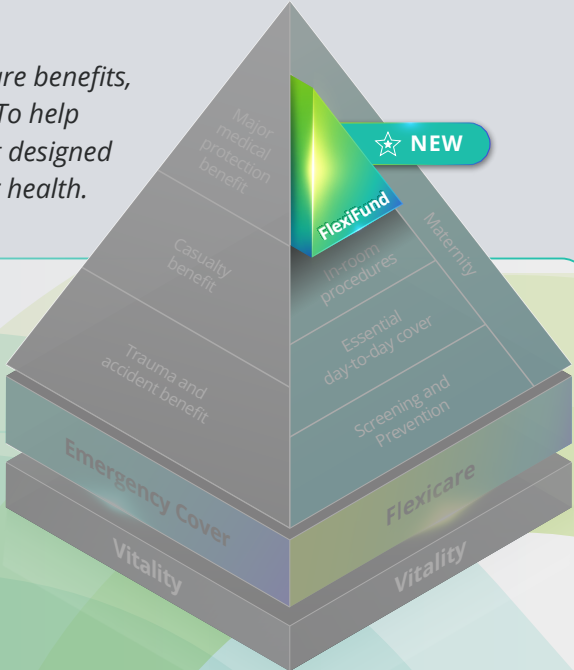 are benefits,
To help
designed
health.
NEW
FlexiFund
Major
medical
protection
benefit
Casualty
benefit
Trauma and
accident benefit
Maternity
In-room
procedures
Essential
day-to-day cover
Screening and
Prevention
Emergency Cover
Flexicare
Vitality
Vitality